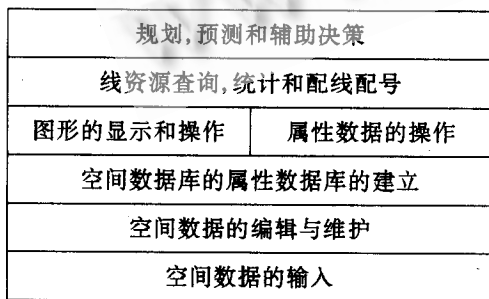 规划,预测和辅助决策
线资源查询,统计和配线配号
图形的显示和操作 属性数据的操作
空间数据库的属性数据库的建立
空间数据的编辑与维护
空间数据的输入